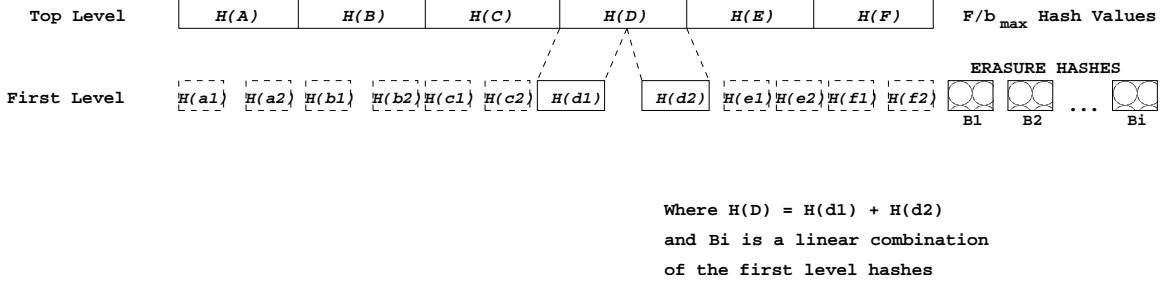 Top Level H(A) H(B) H(C) H(D) H(E) H(F) F/b max Hash Values
ERASURE HASHES
First Level H(a1) H(a2) H(b1) H(b2) H(c1) H(c2) H(d1) H(d2) H(e1) H(e2) H(f1) H(f2) ...
B1 B2 Bi
Where H(D) = H(d1) + H(d2)
and Bi is a linear combination
of the first level hashes